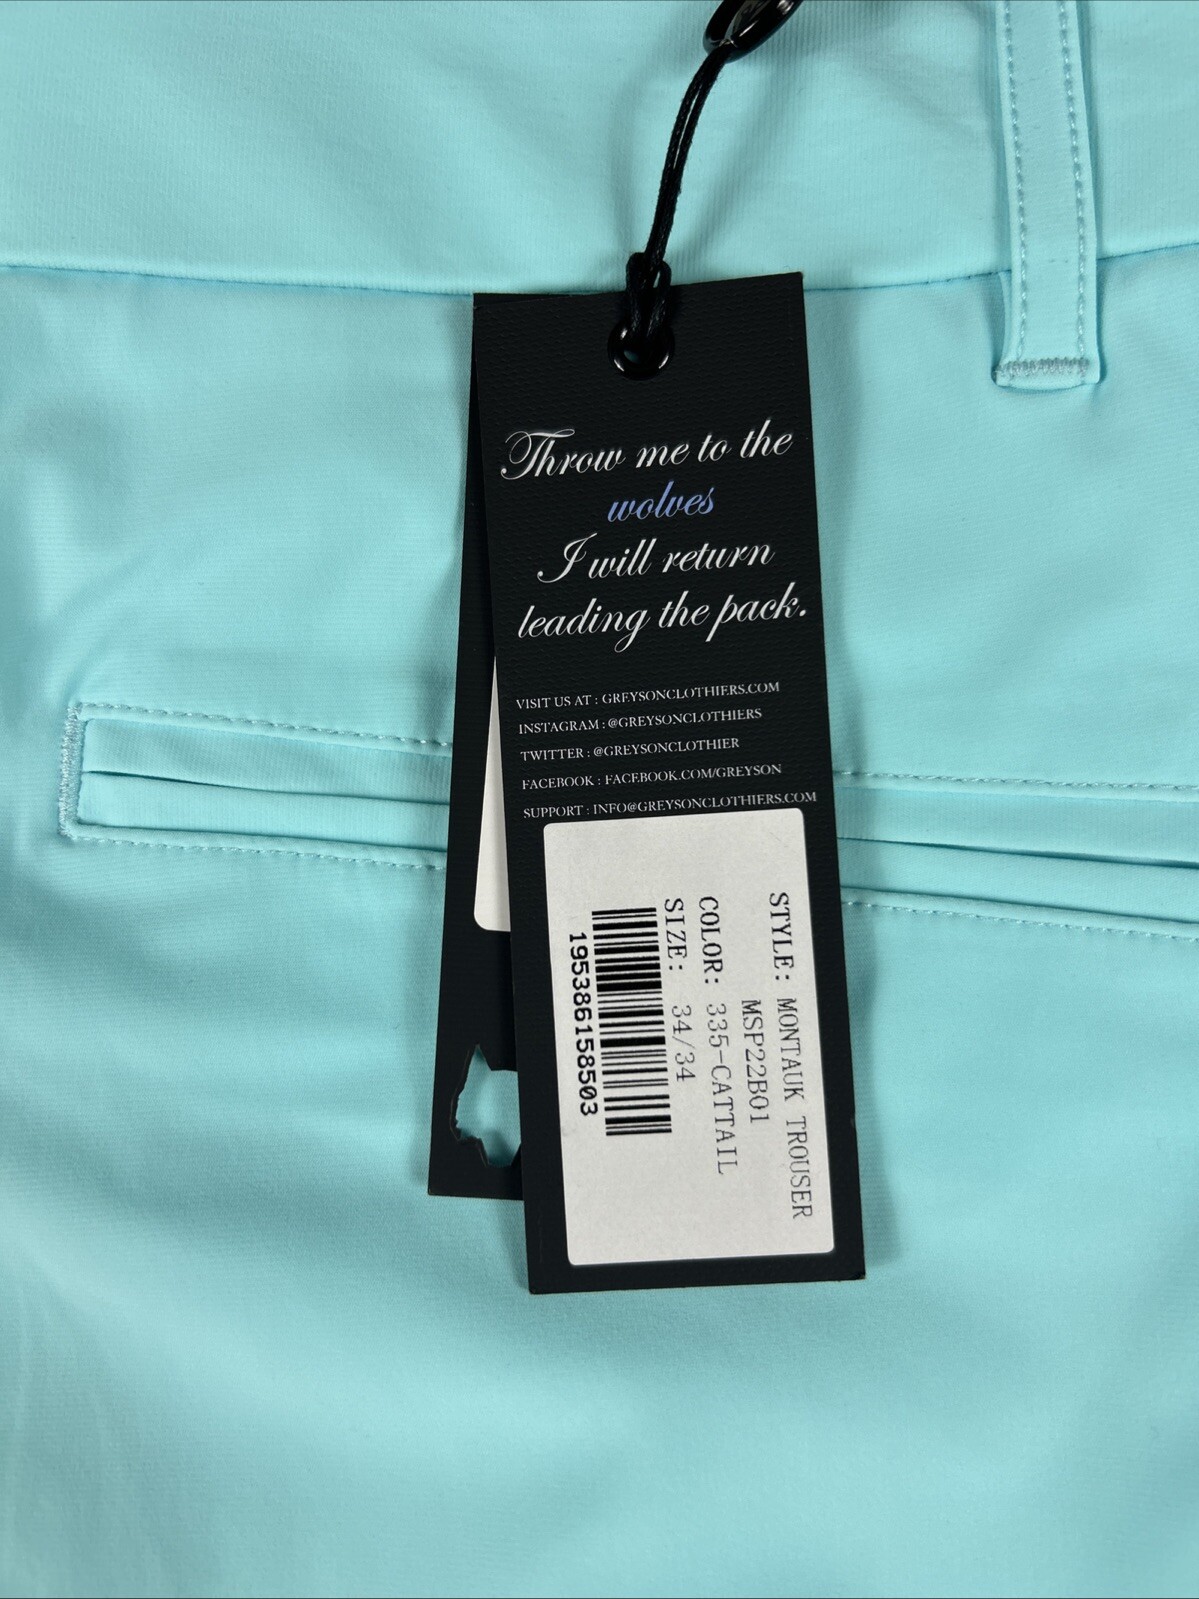 Throw me to the
wolves
I will return
leading the pack.
VISIT US AT : GREYSONCLOTHIERS.COM
INSTAGRAM : @GREYSONCLOTHIERS
TWITTER : @GREYSONCLOTHIER
FACEBOOK : FACEBOOK.COM/GREYSON
SUPPORT : INFO@GREYSONCLOTHIERS.COM
STYLE: MONTAUK TROUSER
MSP22B01
COLOR: 335-CATTAIL
SIZE: 34/34
195386158503